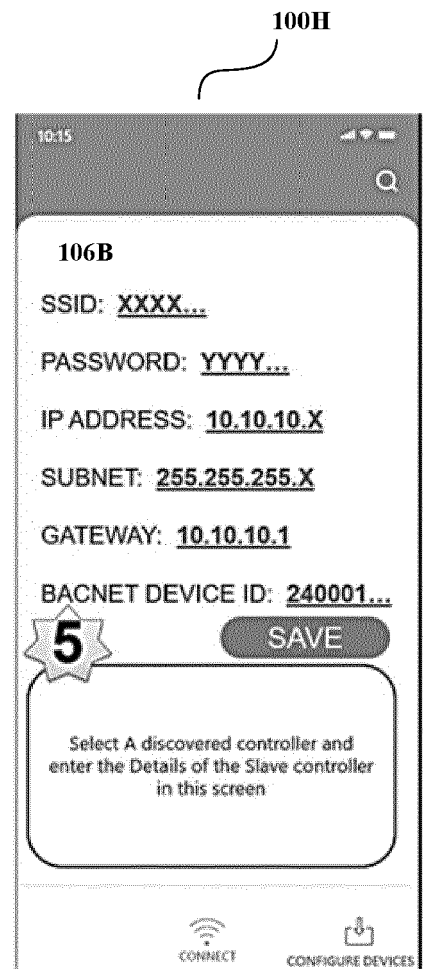 100H
10:15
106B
SSID: XXXX...
PASSWORD: YYYY...
IP ADDRESS: 10.10.10.X
SUBNET: 255.255.255.X
GATEWAY: 10.10.10.1
BACNET DEVICE ID: 240001...
5
SAVE
Select A discovered controller and
enter the Details of the Slave controller
in this screen
CONNECT
CONFIGURE DEVICES